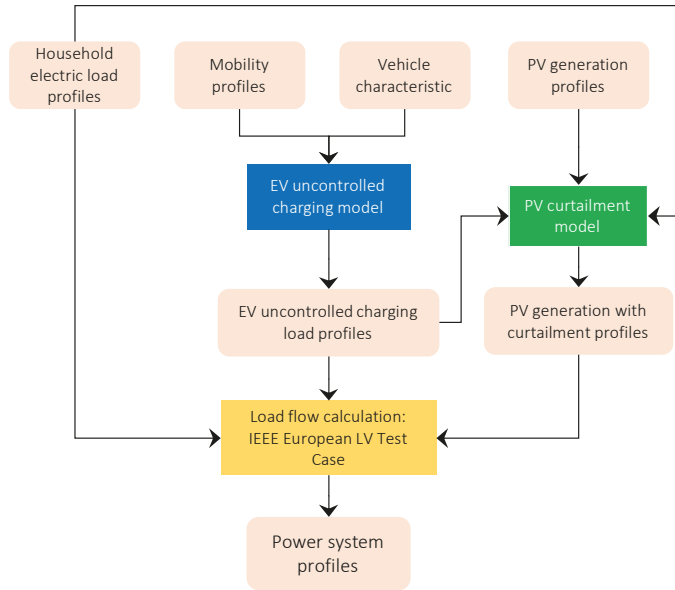 Household
electric load
profiles
Mobility
profiles
Vehicle
characteristic
PV generation
profiles
EV uncontrolled
charging model
PV curtailment
model
EV uncontrolled charging
load profiles
PV generation with
curtailment profiles
Load flow calculation:
IEEE European LV Test
Case
Power system
profiles